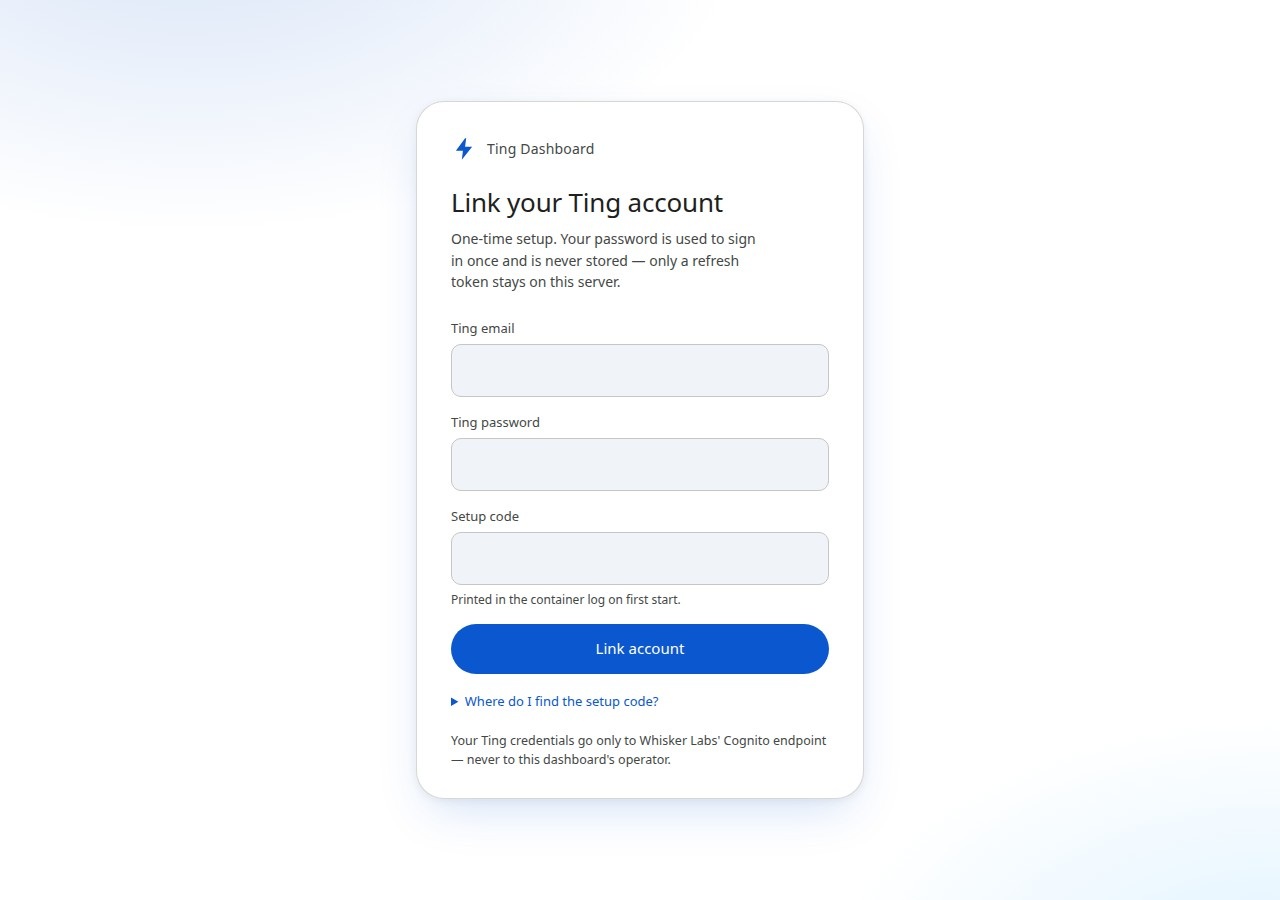 Ting Dashboard
Link your Ting account
One-time setup. Your password is used to sign
in once and is never stored — only a refresh
token stays on this server.
Ting email
Ting password
Setup code
Printed in the container log on first start.
Link account
Where do I find the setup code?
Your Ting credentials go only to Whisker Labs' Cognito endpoint
— never to this dashboard's operator.